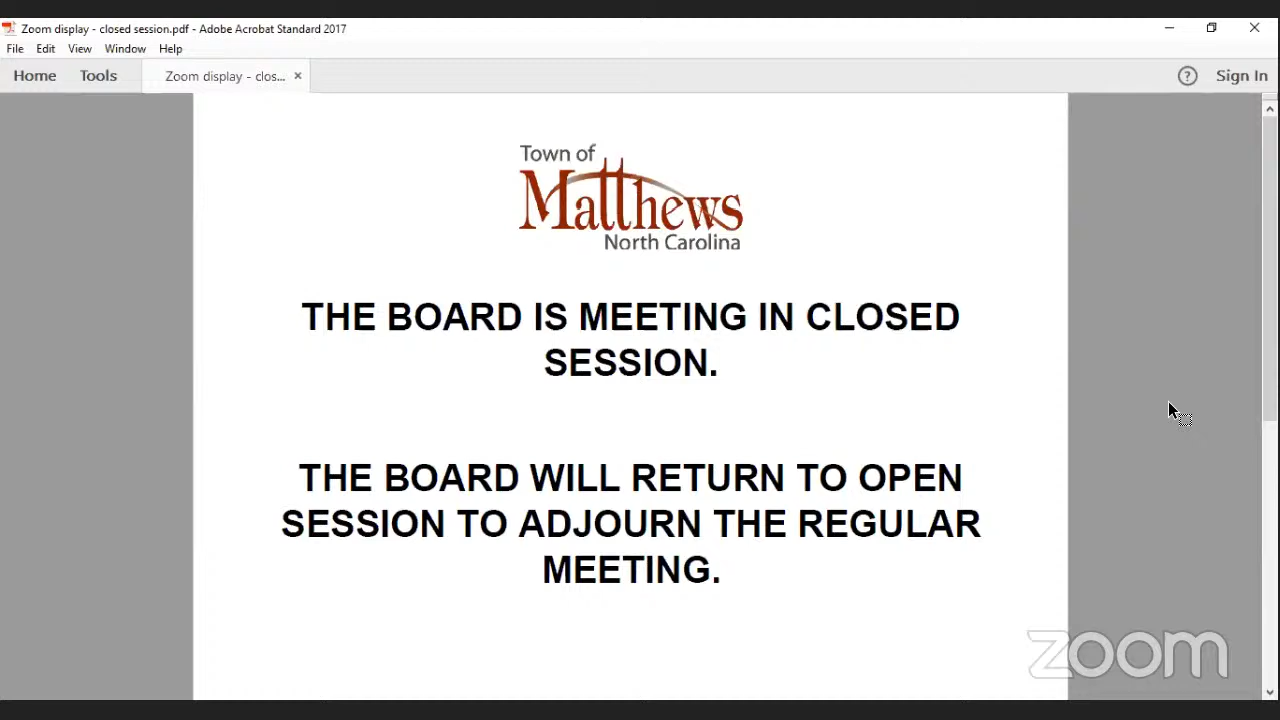 Zoom display - closed session.pdf - Adobe Acrobat Standard 2017
File Edit View Window Help
Home Tools Zoom display - clos... × ? Sign In
Town of
Matthews
North Carolina
THE BOARD IS MEETING IN CLOSED
SESSION.
THE BOARD WILL RETURN TO OPEN
SESSION TO ADJOURN THE REGULAR
MEETING.
zoom